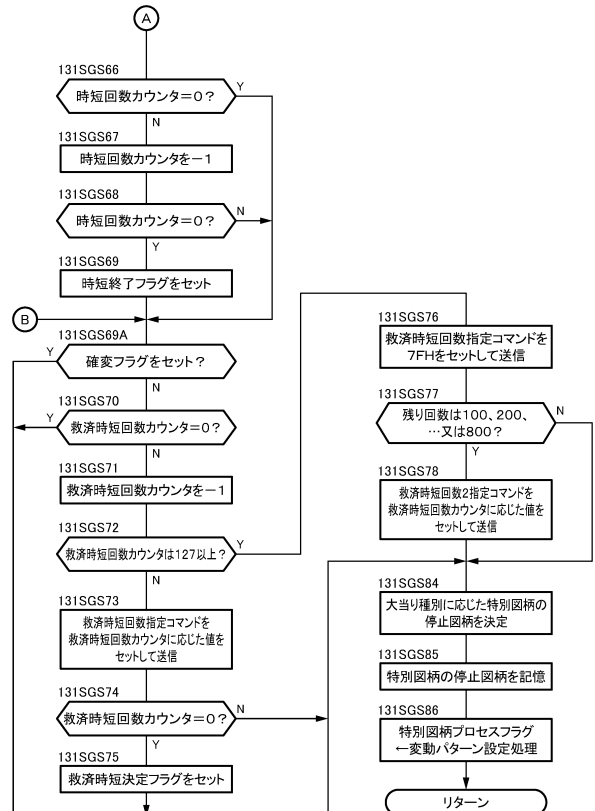 A
131SGS66
時短回数カウンタ＝0？
Y
N
131SGS67
時短回数カウンタを－1
131SGS68
時短回数カウンタ＝0？
N
Y
131SGS69
時短終了フラグをセット
B
131SGS69A
確変フラグをセット？
Y
N
131SGS70
救済時短回数カウンタ＝0？
Y
N
131SGS71
救済時短回数カウンタを－1
131SGS72
救済時短回数カウンタは127以上？
Y
N
131SGS73
救済時短回数指定コマンドを
救済時短回数カウンタに応じた値を
セットして送信
131SGS74
救済時短回数カウンタ＝0？
N
Y
131SGS75
救済時短決定フラグをセット
131SGS76
救済時短回数指定コマンドを
7FHをセットして送信
131SGS77
残り回数は100、200、
…又は800？
N
Y
131SGS78
救済時短回数2指定コマンドを
救済時短回数カウンタに応じた値を
セットして送信
131SGS84
大当り種別に応じた特別図柄の
停止図柄を決定
131SGS85
特別図柄の停止図柄を記憶
131SGS86
特別図柄プロセスフラグ
←変動パターン設定処理
リターン